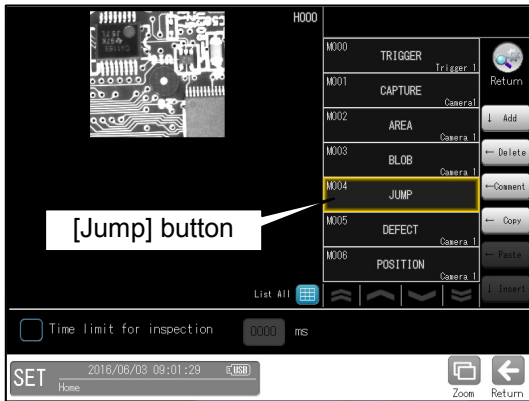 H000
M000
TRIGGER
Trigger 1
M001
CAPTURE
Camera1
M002
AREA
Camera 1
M003
BLOB
Camera 1
M004
JUMP
M005
DEFECT
Camera 1
M006
POSITION
Camera 1
Return
↓ Add
← Delete
←Comment
← Copy
← Paste
↓ Insert
[Jump] button
List All
Time limit for inspection
0000 ms
SET
2016/06/03 09:01:29
USB
Home
Zoom
Return